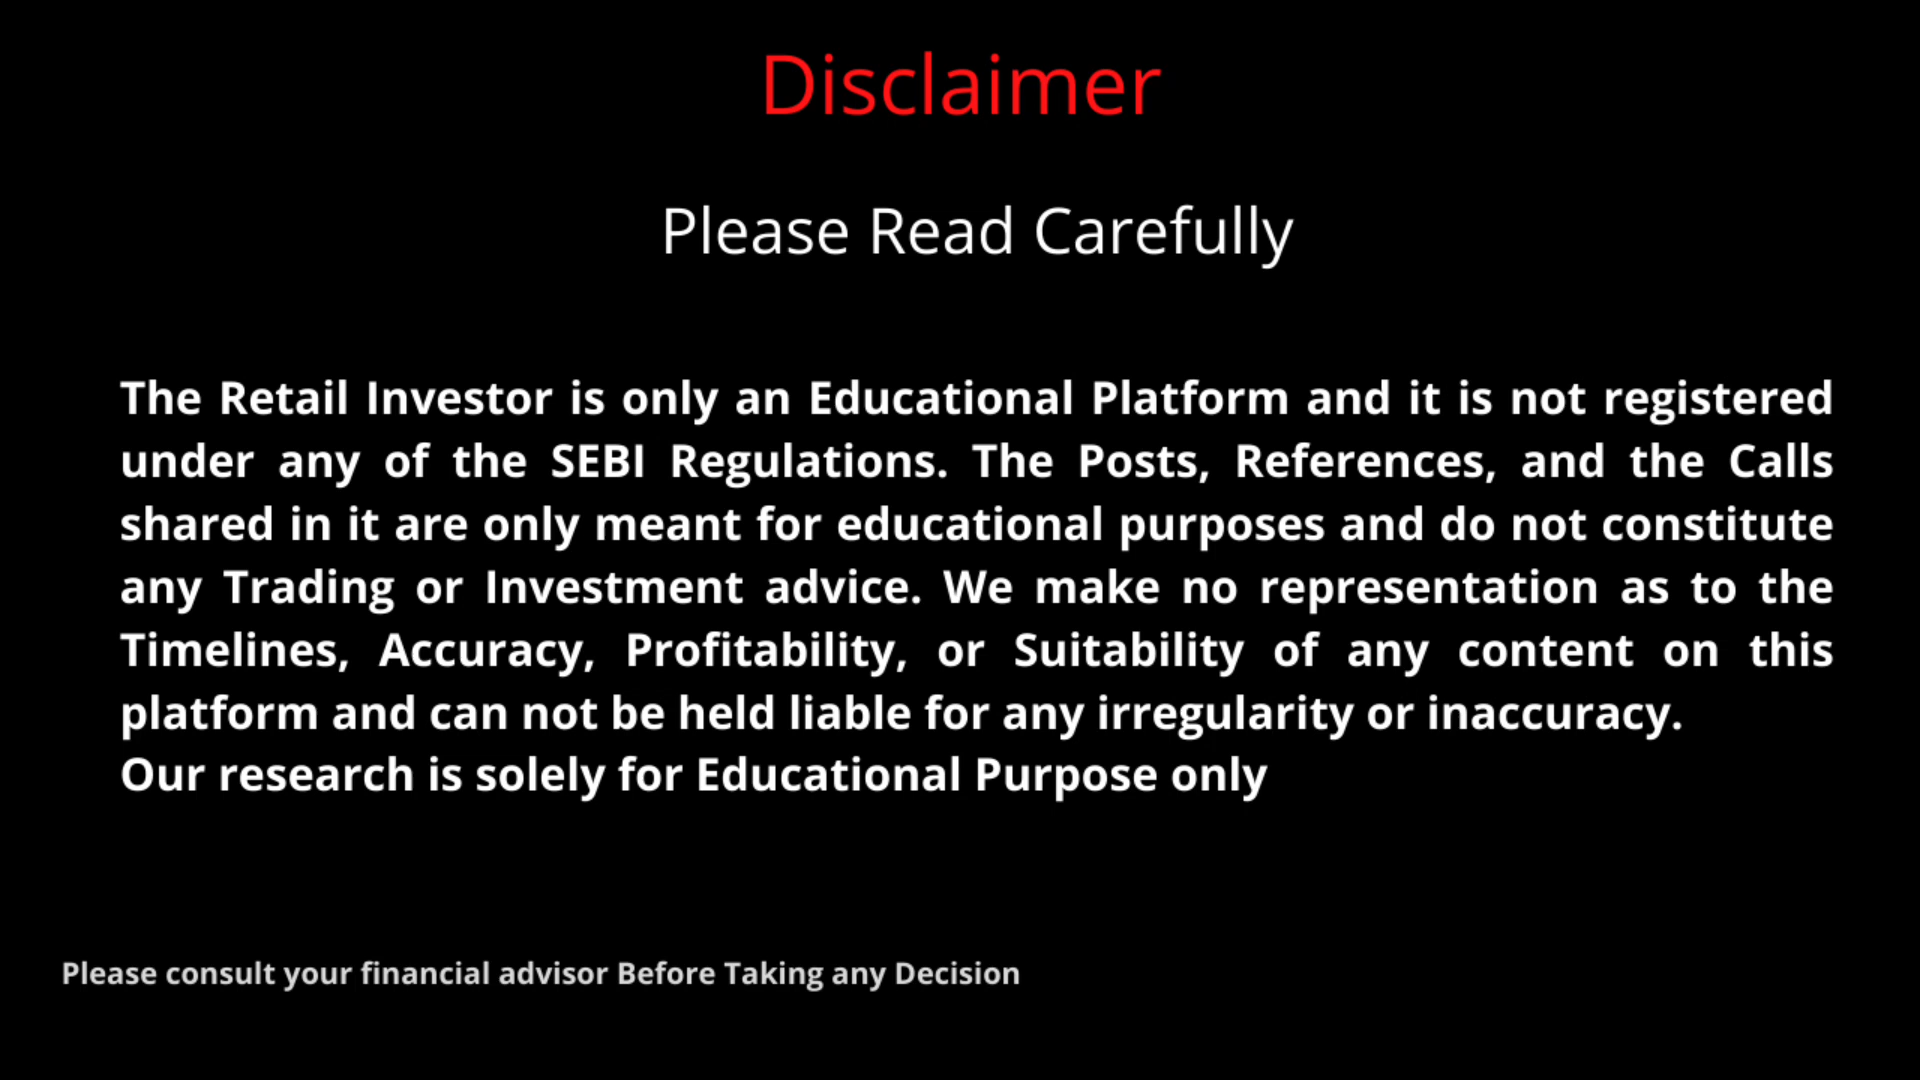 Disclaimer
Please Read Carefully
The Retail Investor is only an Educational Platform and it is not registered
under any of the SEBI Regulations. The Posts, References, and the Calls
shared in it are only meant for educational purposes and do not constitute
any Trading or Investment advice. We make no representation as to the
Timelines, Accuracy, Profitability, or Suitability of any content on this
platform and can not be held liable for any irregularity or inaccuracy.
Our research is solely for Educational Purpose only
Please consult your financial advisor Before Taking any Decision